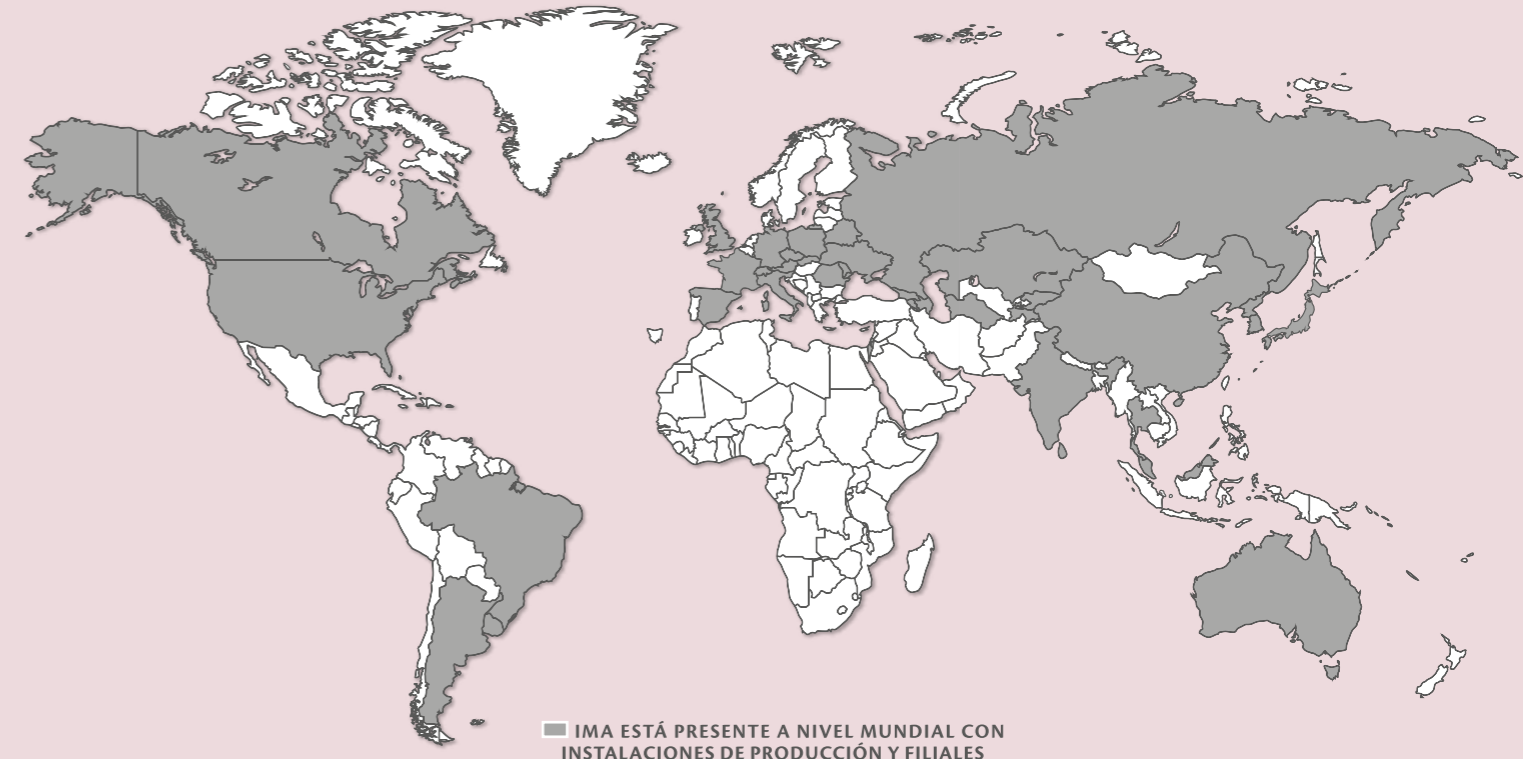 IMA ESTÁ PRESENTE A NIVEL MUNDIAL CON
INSTALACIONES DE PRODUCCIÓN Y FILIALES